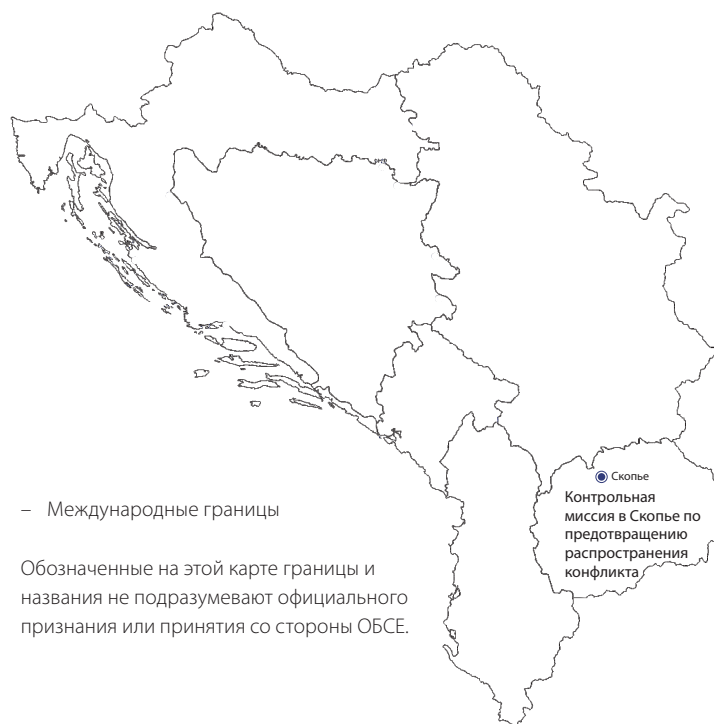 Скопье
Контрольная
миссия в Скопье по
предотвращению
распространения
конфликта
– Международные границы
Обозначенные на этой карте границы и
названия не подразумевают официального
признания или принятия со стороны ОБСЕ.